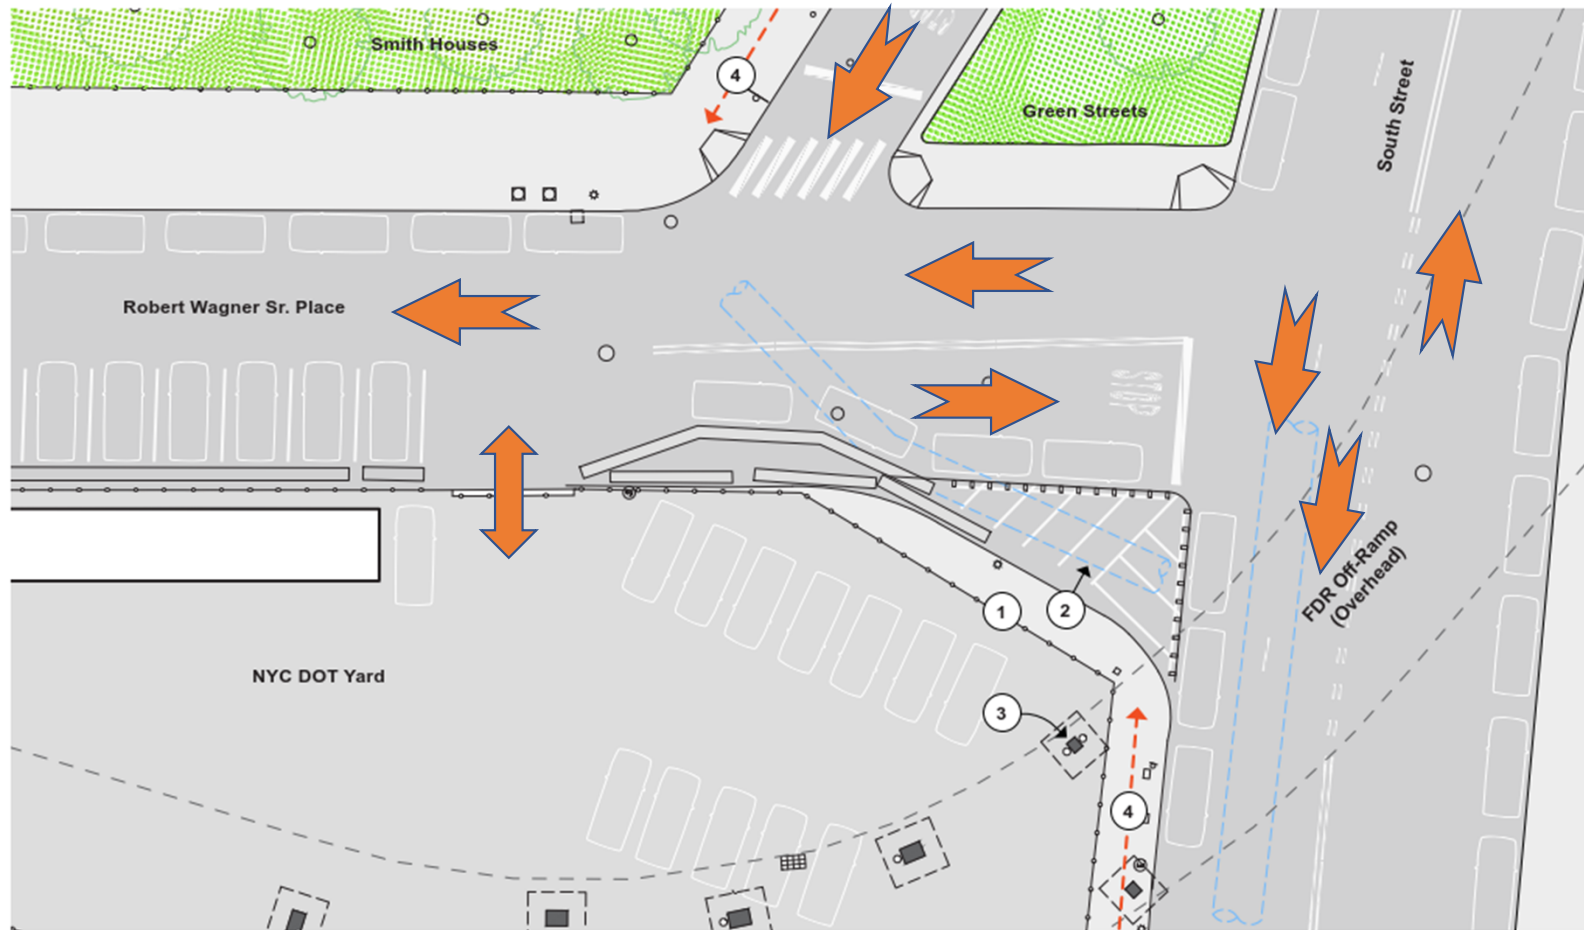 Smith Houses
4
Green Streets
South Street
Robert Wagner Sr. Place
STOP
1
2
FDR Off-Ramp
(Overhead)
NYC DOT Yard
3
4